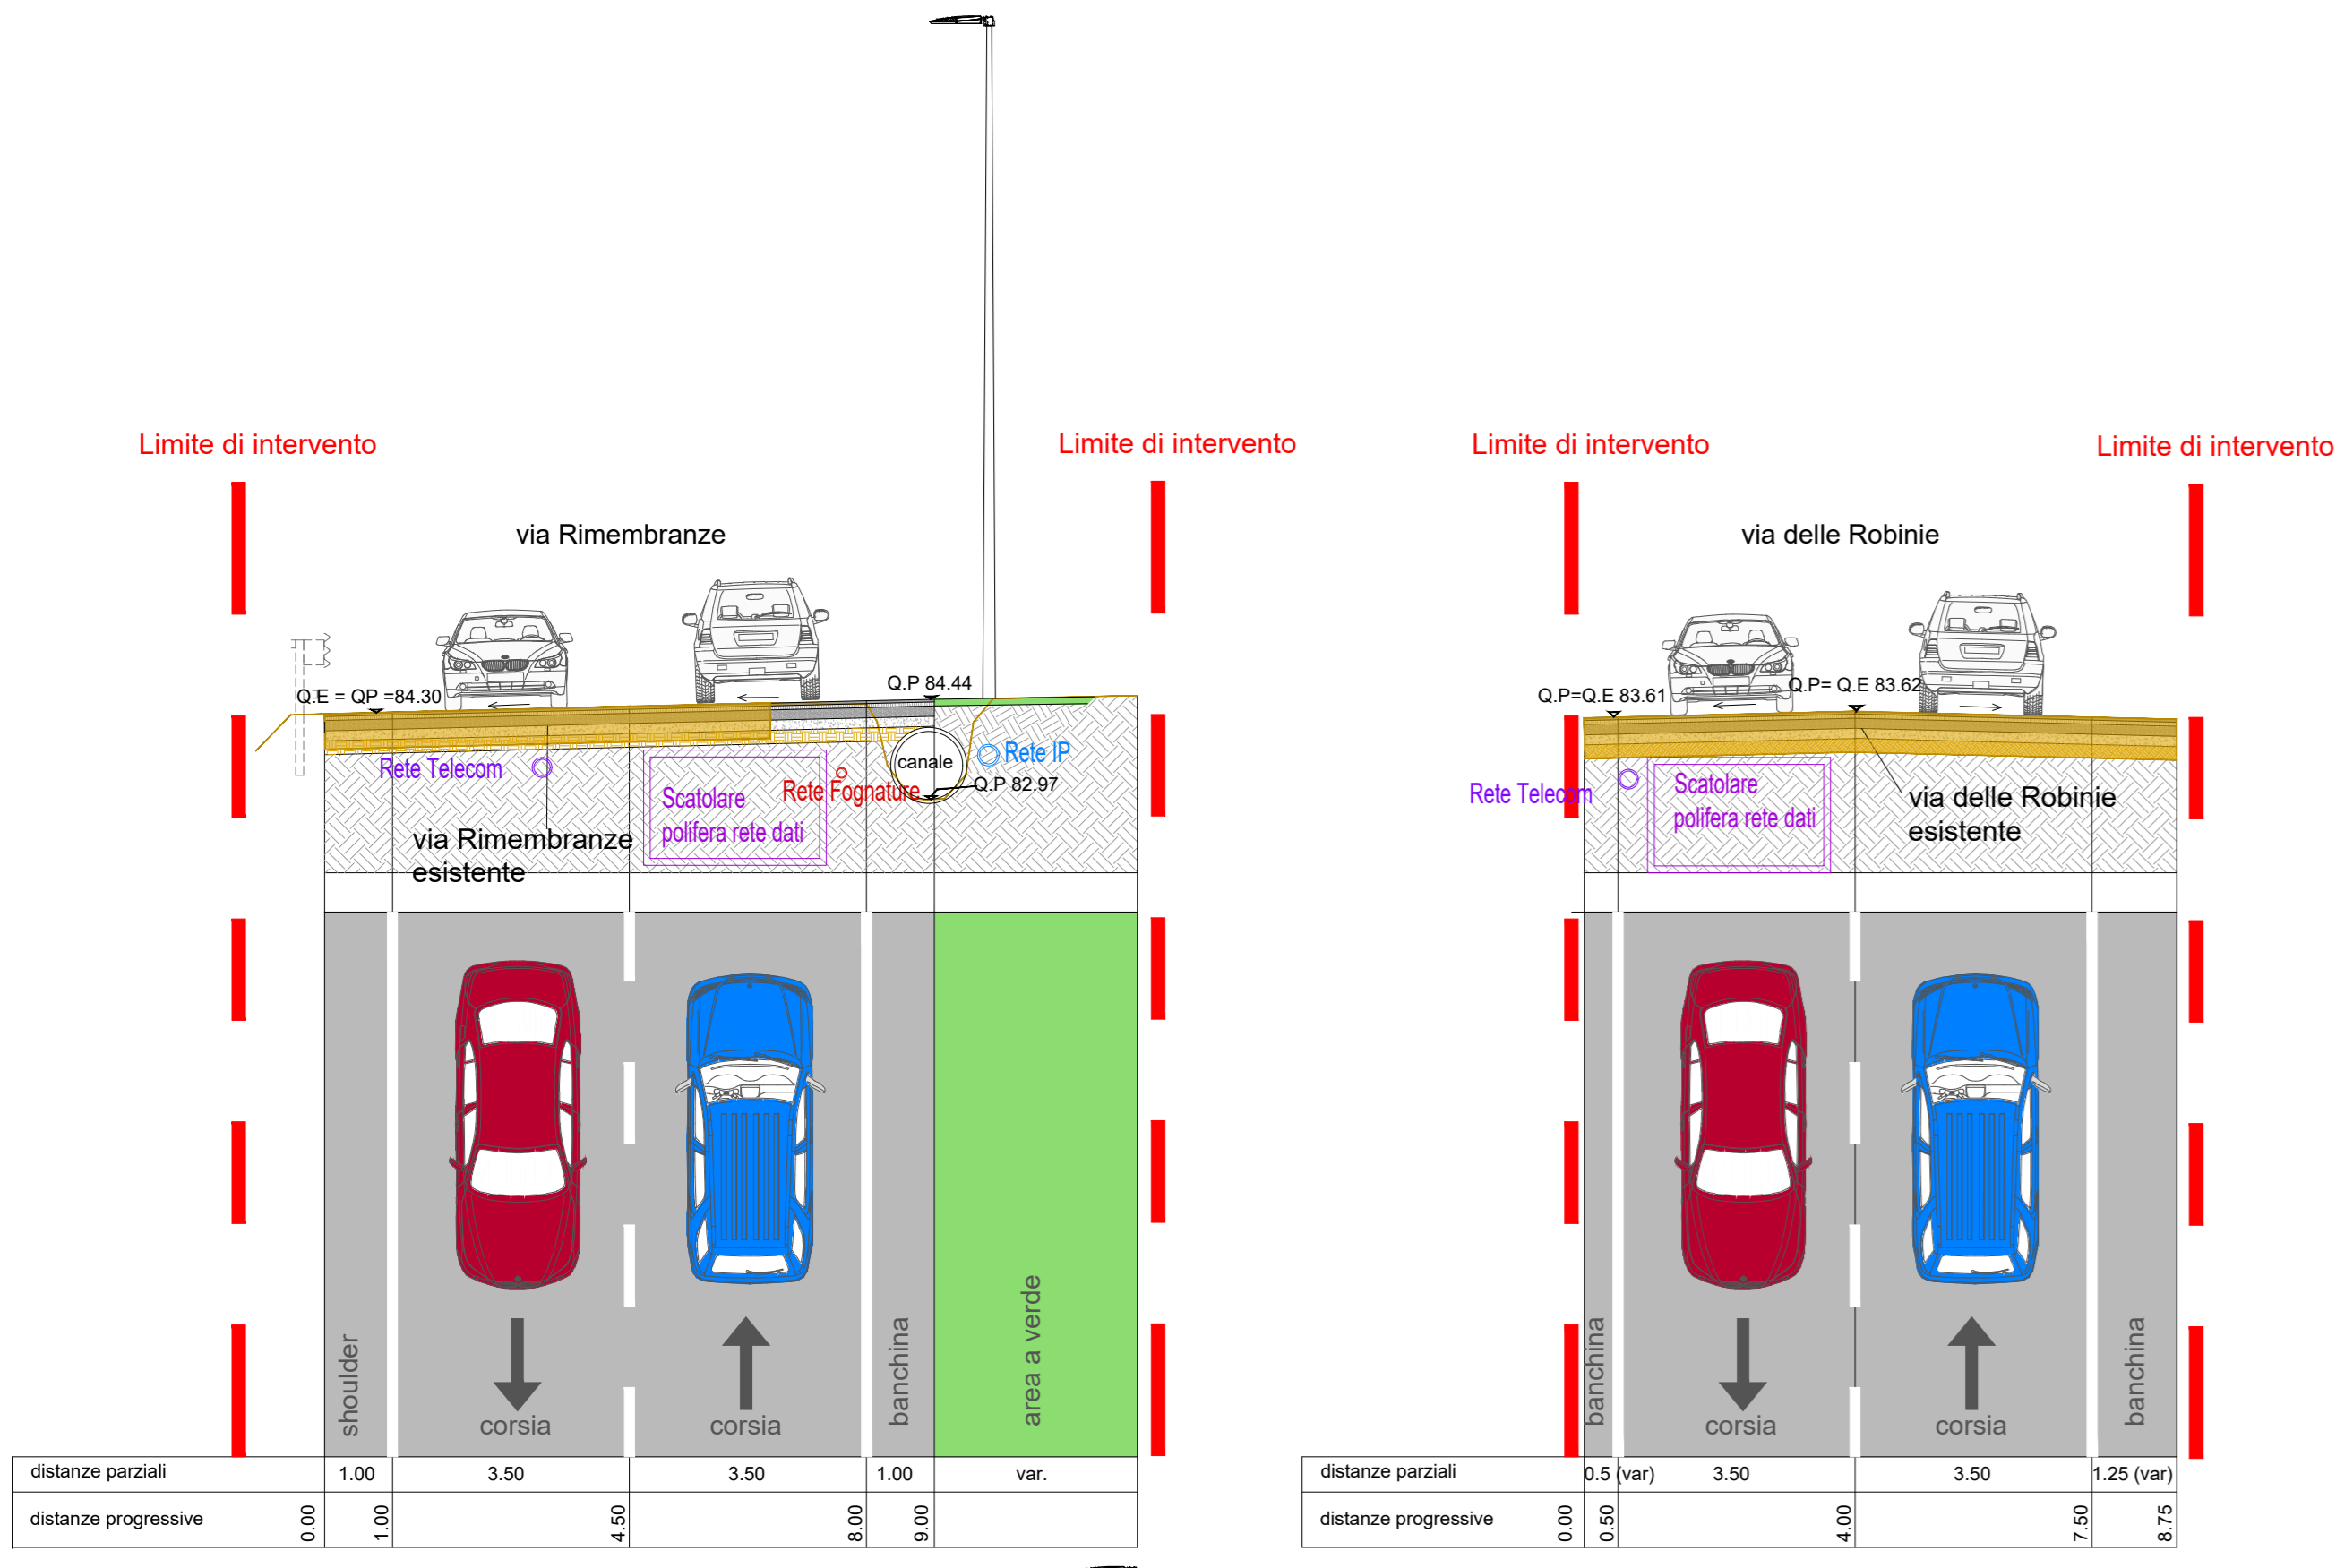 Limite di intervento
Limite di intervento
via Rimembranze
Q.E = QP =84.30
Q.P 84.44
Rete Telecom
Scatolare
polifera rete dati
Rete Fognature
canale
Rete IP
Q.P 82.97
via Rimembranze
esistente
shoulder
corsia
corsia
banchina
area a verde
distanze parziali
1.00
3.50
3.50
1.00
var.
distanze progressive
0.00
1.00
4.50
8.00
9.00
Limite di intervento
Limite di intervento
via delle Robinie
Q.P=Q.E 83.61
Q.P= Q.E 83.62
Rete Telecom
Scatolare
polifera rete dati
via delle Robinie
esistente
banchina
corsia
corsia
banchina
distanze parziali
0.5 (var)
3.50
3.50
1.25 (var)
distanze progressive
0.00
0.50
4.00
7.50
8.75